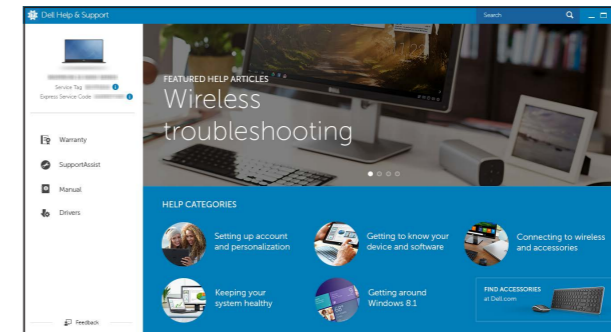 Dell Help & Support
Search
Service Tag:
Express Service Code:
Warranty
SupportAssist
Manual
Drivers
Feedback
FEATURED HELP ARTICLES
Wireless
troubleshooting
HELP CATEGORIES
Setting up account
and personalization
Getting to know your
device and software
Connecting to wireless
and accessories
Keeping your
system healthy
Getting around
Windows 8.1
FIND ACCESSORIES
at Dell.com